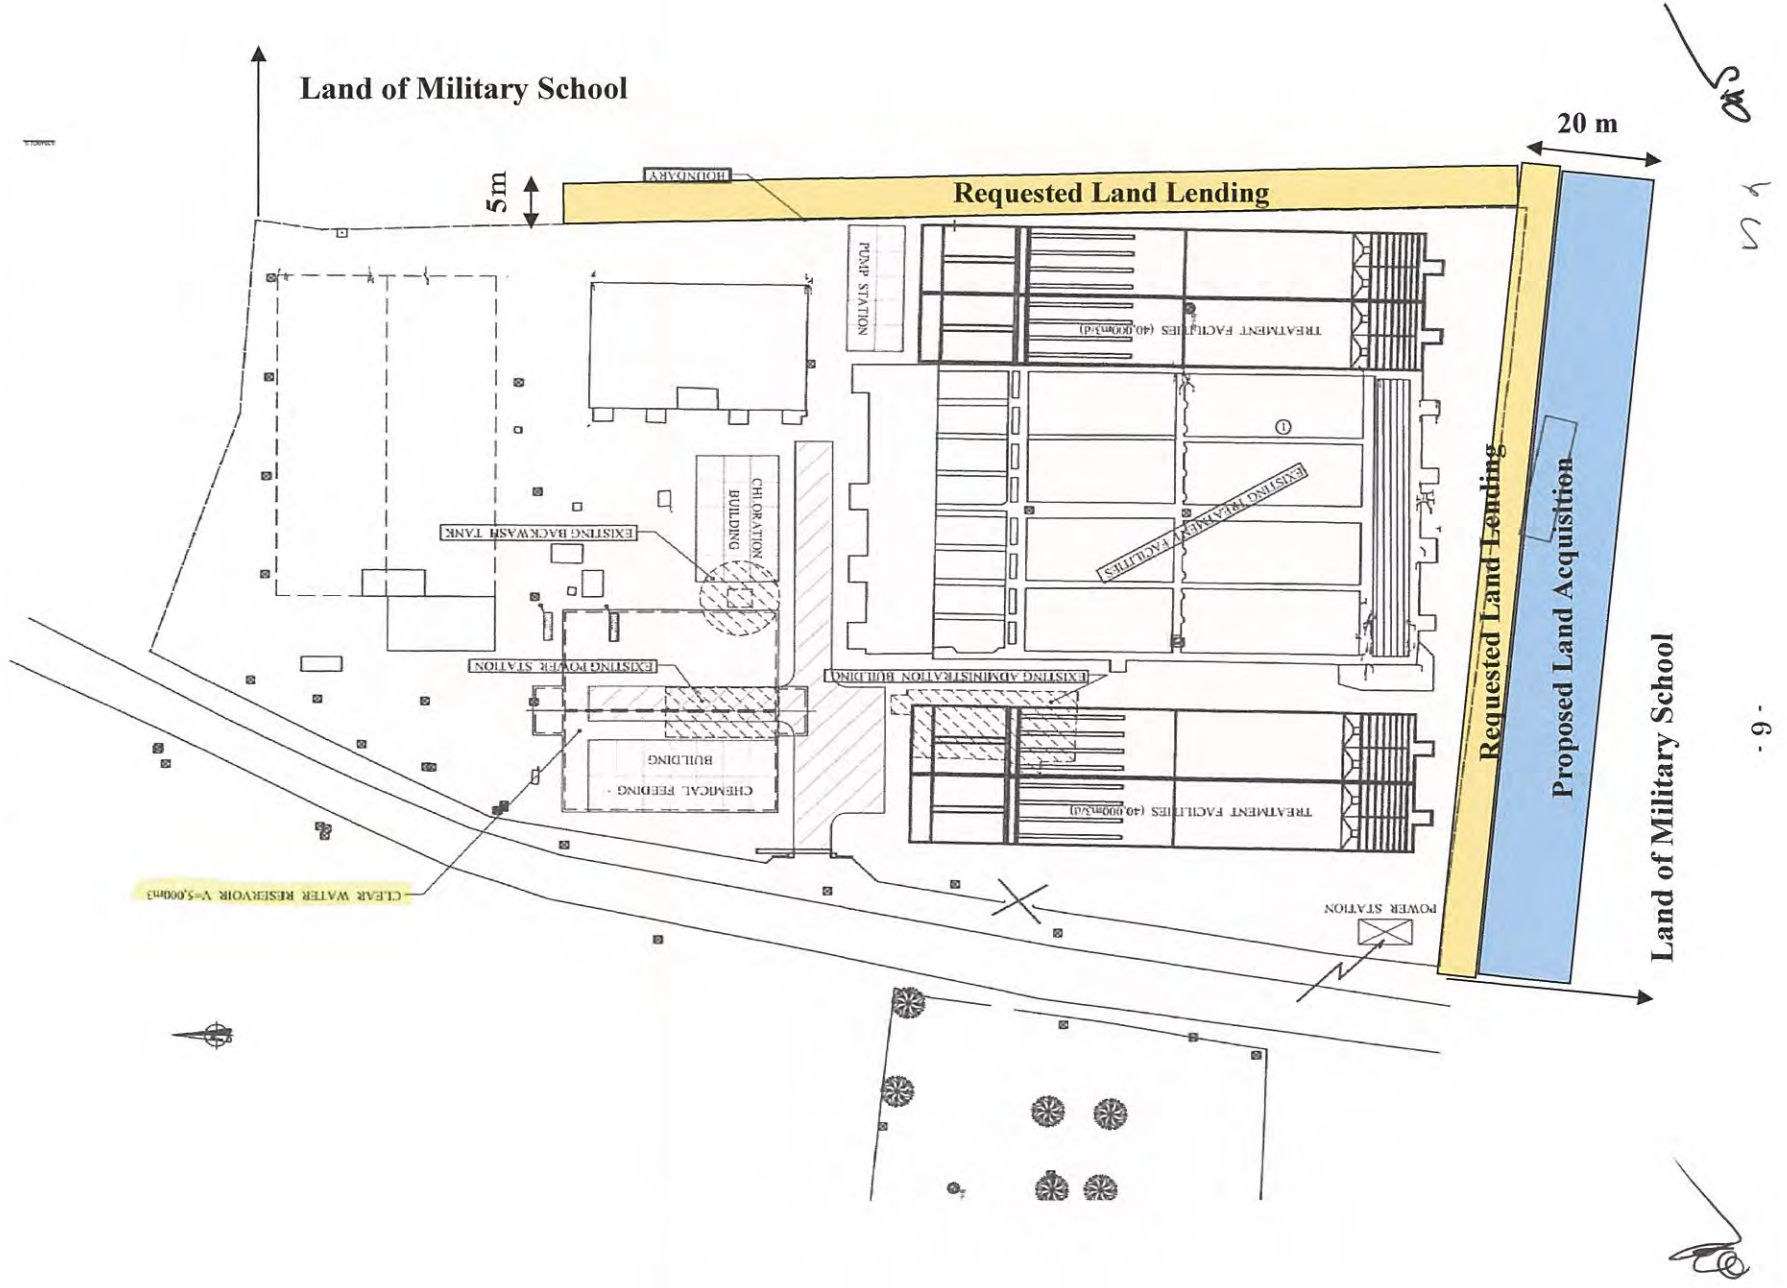 Land of Military School
20 m
5m
BOUNDARY
Requested Land Lending
PUMP STATION
TREATMENT FACILITIES (40,000m3/d)
1
CHLORATION
BUILDING
EXISTING BACKWASH TANK
EXISTING TREATMENT FACILITIES
Requested Land Lending
Proposed Land Acquisition
Land of Military School
EXISTING POWER STATION
EXISTING ADMINISTRATION BUILDING
CHEMICAL FEEDING
BUILDING
TREATMENT FACILITIES (40,000m3/d)
CLEAR WATER RESERVOIR V=5,000m3
POWER STATION
- 9 -